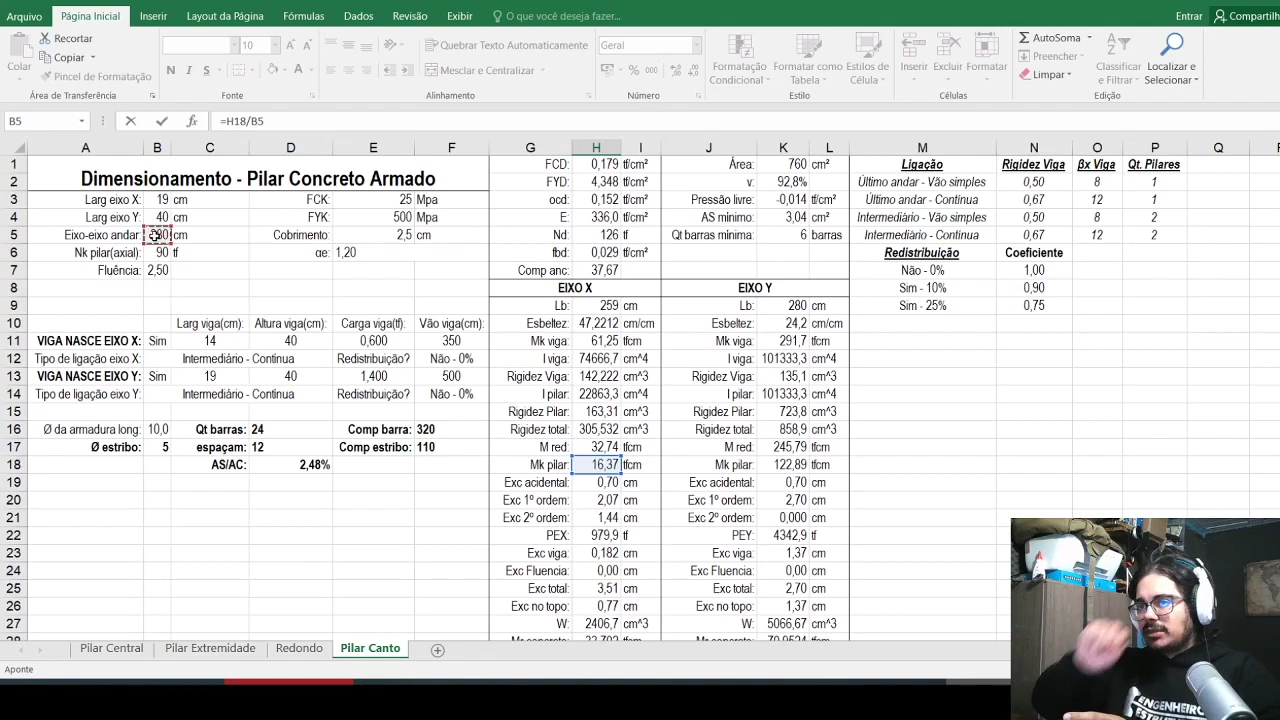 Arquivo Página Inicial Inserir Layout da Página Fórmulas Dados Revisão Exibir O que você deseja fazer... Entrar Compartilh
Recortar
Copiar
Pincel de Formatação
Colar
10
N I S
Quebrar Texto Automaticamente
Mesclar e Centralizar
Geral
% 000
Formatação Condicional
Formatar como Tabela
Estilos de Célula
Inserir Excluir Formatar
AutoSoma
Preencher
Limpar
Classificar e Filtrar
Localizar e Selecionar
Área de Transferência Fonte Alinhamento Número Estilo Células Edição
B5 fx =H18/B5
A B C D E F G H I J K L M N O P Q R
1 FCD: 0,179 tf/cm² Área: 760 cm² Ligação Rigidez Viga βx Viga Qt. Pilares
2 Dimensionamento - Pilar Concreto Armado FYD: 4,348 tf/cm² v: 92,8% Último andar - Vão simples 0,50 8 1
3 Larg eixo X: 19 cm FCK: 25 Mpa σcd: 0,152 tf/cm² Pressão livre: -0,014 tf/cm² Último andar - Contínua 0,67 12 1
4 Larg eixo Y: 40 cm FYK: 500 Mpa E: 336,0 tf/cm² AS mínimo: 3,04 cm² Intermediário - Vão simples 0,50 8 2
5 Eixo-eixo andar: cm Cobrimento: 2,5 cm Nd: 126 tf Qt barras mínima: 6 barras Intermediário - Contínua 0,67 12 2
6 Nk pilar(axial): 90 tf αe: 1,20 fbd: 0,029 tf/cm² Redistribuição Coeficiente
7 Fluência: 2,50 Comp anc: 37,67 Não - 0% 1,00
8 EIXO X EIXO Y Sim - 10% 0,90
9 Lb: 259 cm Lb: 280 cm Sim - 25% 0,75
10 Larg viga(cm): Altura viga(cm): Carga viga(tf): Vão viga(cm): Esbeltez: 47,2212 cm/cm Esbeltez: 24,2 cm/cm
11 VIGA NASCE EIXO X: Sim 14 40 0,600 350 Mk viga: 61,25 tfcm Mk viga: 291,7 tfcm
12 Tipo de ligação eixo X: Intermediário - Contínua Redistribuição? Não - 0% I viga: 74666,7 cm^4 I viga: 101333,3 cm^4
13 VIGA NASCE EIXO Y: Sim 19 40 1,400 500 Rigidez Viga: 142,222 cm^3 Rigidez Viga: 135,1 cm^3
14 Tipo de ligação eixo Y: Intermediário - Contínua Redistribuição? Não - 0% I pilar: 22863,3 cm^4 I pilar: 101333,3 cm^4
15 Rigidez Pilar: 163,31 cm^3 Rigidez Pilar: 723,8 cm^3
16 Ø da armadura long: 10,0 Qt barras: 24 Comp barra: 320 Rigidez total: 305,532 cm^3 Rigidez total: 858,9 cm^3
17 Ø estribo: 5 espaçam: 12 Comp estribo: 110 M red: 32,74 tfcm M red: 245,79 tfcm
18 AS/AC: 2,48% Mk pilar: 16,37 tfcm Mk pilar: 122,89 tfcm
19 Exc acidental: 0,70 cm Exc acidental: 0,70 cm
20 Exc 1º ordem: 2,07 cm Exc 1º ordem: 2,70 cm
21 Exc 2º ordem: 1,44 cm Exc 2º ordem: 0,000 cm
22 PEX: 979,9 tf PEY: 4342,9 tf
23 Exc viga: 0,182 cm Exc viga: 1,37 cm
24 Exc Fluencia: 0,00 cm Exc Fluencia: 0,00 cm
25 Exc total: 3,51 cm Exc total: 2,70 cm
26 Exc no topo: 0,77 cm Exc no topo: 1,37 cm
27 W: 2406,7 cm^3 W: 5066,67 cm^3
Pilar Central Pilar Extremidade Redondo Pilar Canto
Aponte